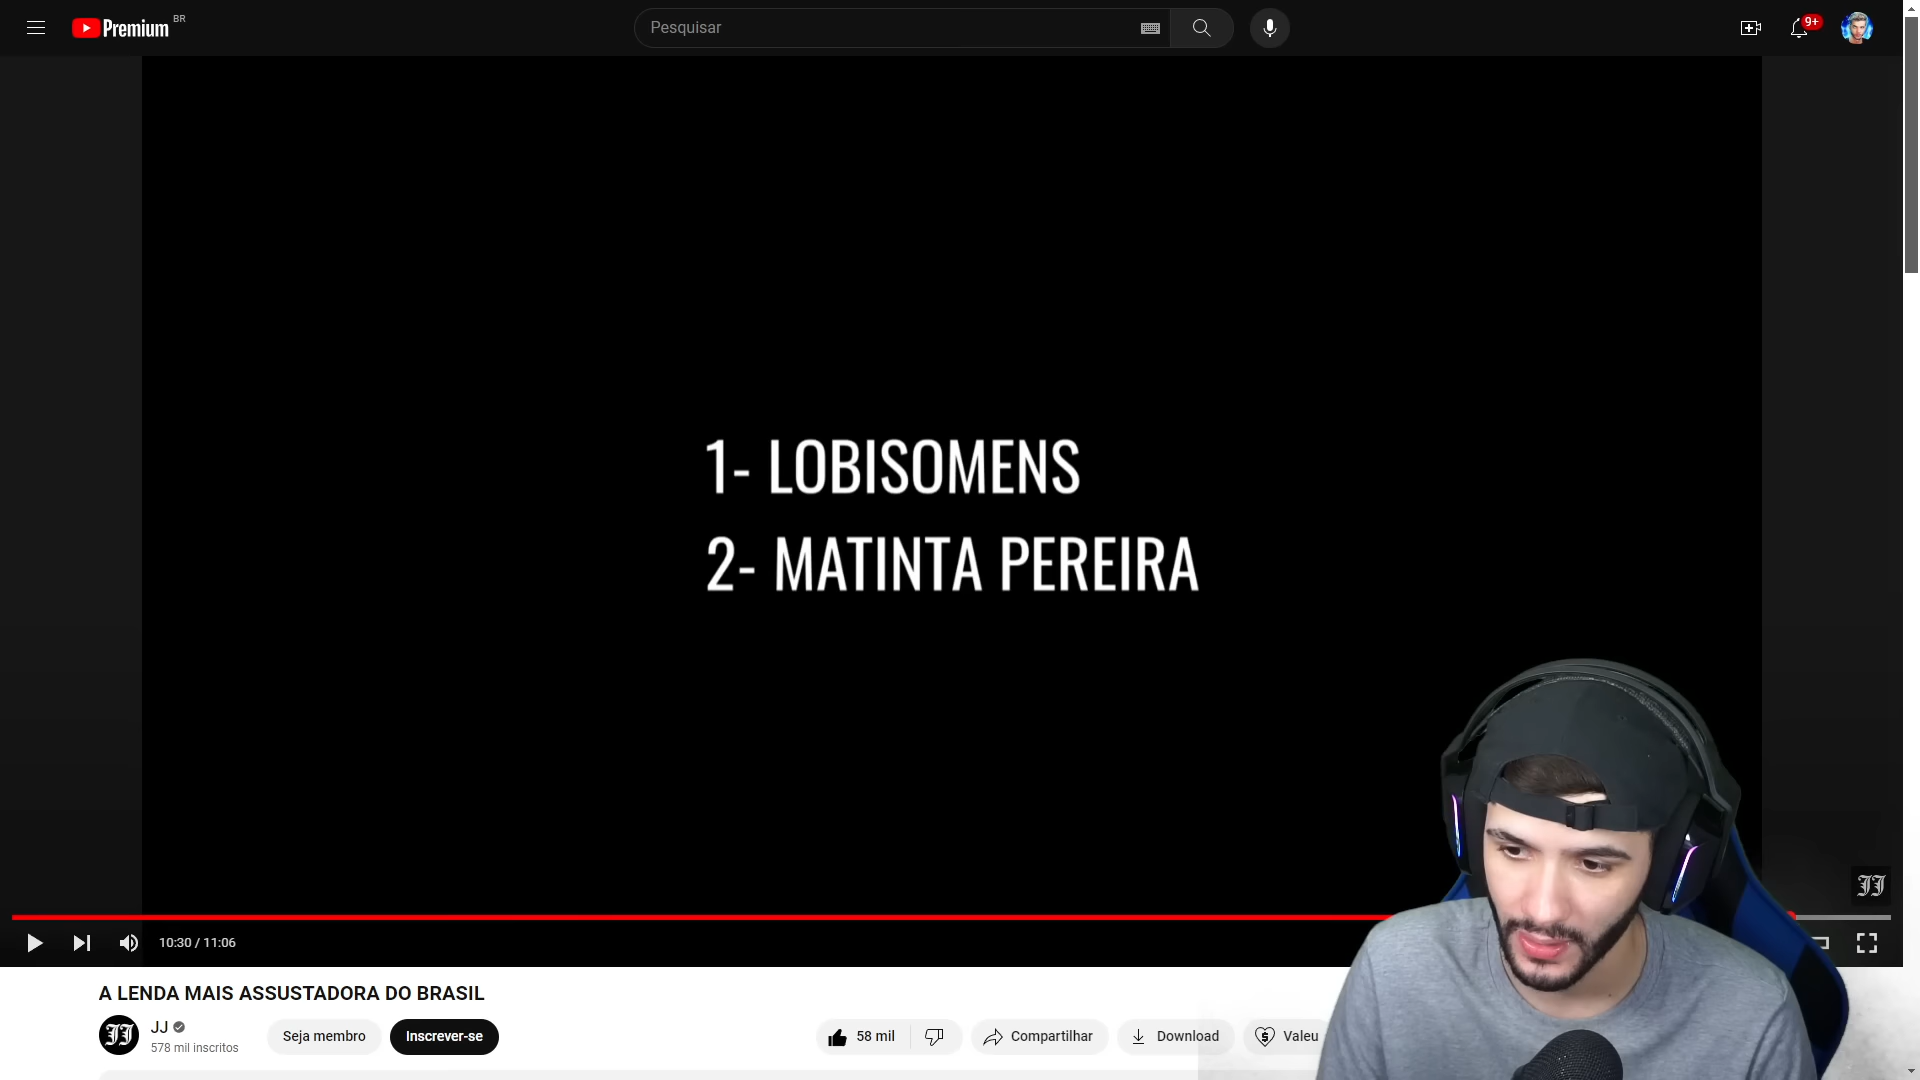 Premium BR
Pesquisar
9+
1- LOBISOMENS
2- MATINTA PEREIRA
JJ
10:30 / 11:06
A LENDA MAIS ASSUSTADORA DO BRASIL
JJ
JJ
578 mil inscritos
Seja membro
Inscrever-se
58 mil
Compartilhar
Download
Valeu